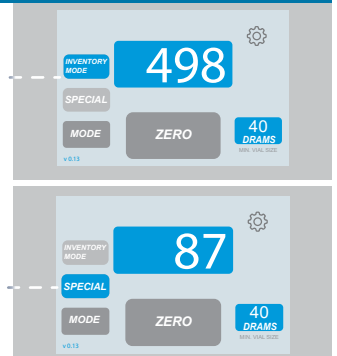 INVENTORY
MODE
498
SPECIAL
MODE
ZERO
40
DRAMS
MIN. VIAL SIZE
v 0.13
INVENTORY
MODE
87
SPECIAL
MODE
ZERO
40
DRAMS
MIN. VIAL SIZE
v 0.13